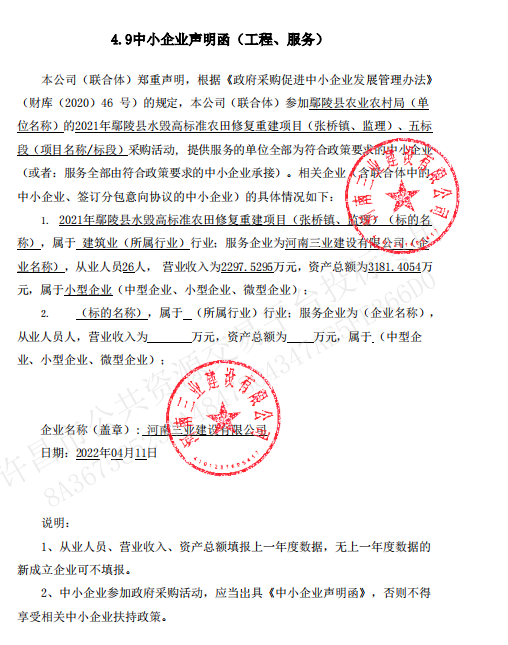 4.9中小企业声明函（工程、服务）
本公司（联合体）郑重声明，根据《政府采购促进中小企业发展管理办法》
（财库（2020）46 号）的规定，本公司（联合体）参加鄢陵县农业农村局（单
位名称）的2021年鄢陵县水毁高标准农田修复重建项目（张桥镇、监理）、五标
段（项目名称/标段）采购活动，提供服务的单位全部为符合政策要求的中小企业
（或者：服务全部由符合政策要求的中小企业承接）。相关企业（含联合体中的
中小企业、签订分包意向协议的中小企业）的具体情况如下：
1. 2021年鄢陵县水毁高标准农田修复重建项目（张桥镇、监理）（标的名
称），属于 建筑业（所属行业）行业；服务企业为河南三业建设有限公司（企
业名称），从业人员26人， 营业收入为2297.5295万元，资产总额为3181.4054万
元，属于小型企业（中型企业、小型企业、微型企业）；
2. （标的名称），属于 （所属行业）行业；服务企业为（企业名称），
从业人员人，营业收入为 万元，资产总额为 万元，属于 （中型企
业、小型企业、微型企业）；
河南三业建设有限公司
河南三业建设有限公司
企业名称（盖章）：河南三业建设有限公司
日期：2022年04月11日
说明：
1、从业人员、营业收入、资产总额填报上一年度数据，无上一年度数据的
新成立企业可不填报。
2、中小企业参加政府采购活动，应当出具《中小企业声明函》，否则不得
享受相关中小企业扶持政策。